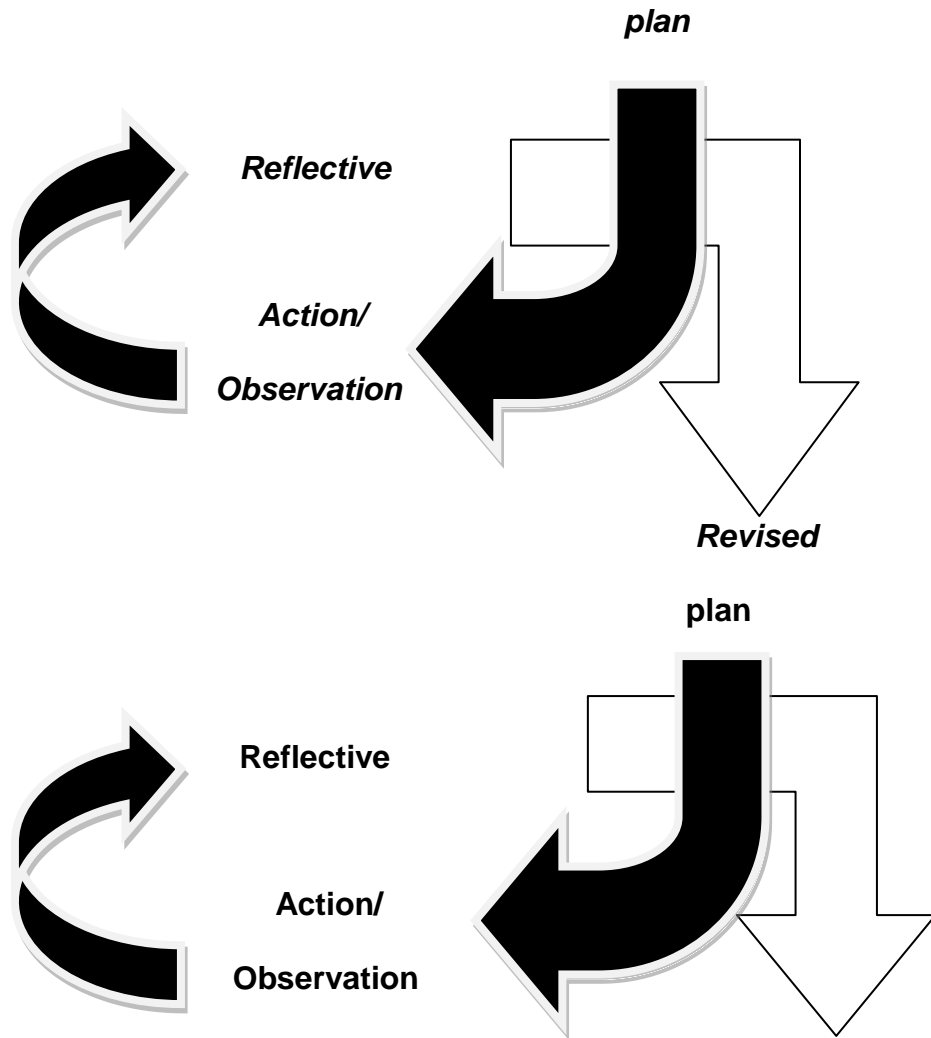 plan
Reflective
Action/
Observation
Revised
plan
Reflective
Action/
Observation